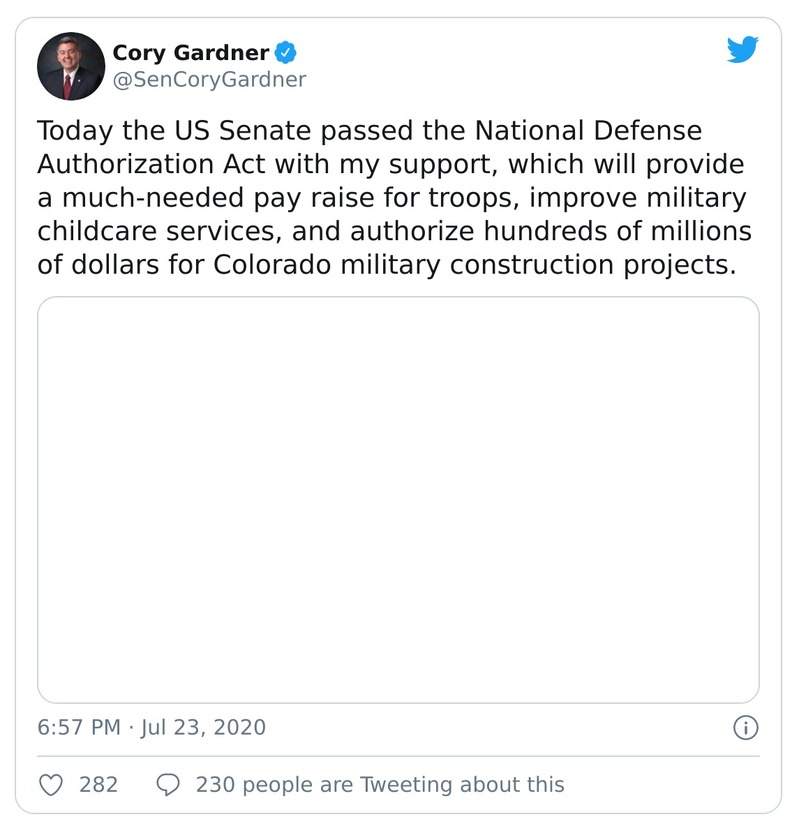 Cory Gardner
@SenCoryGardner
Today the US Senate passed the National Defense
Authorization Act with my support, which will provide
a much-needed pay raise for troops, improve military
childcare services, and authorize hundreds of millions
of dollars for Colorado military construction projects.
6:57 PM · Jul 23, 2020
282 230 people are Tweeting about this